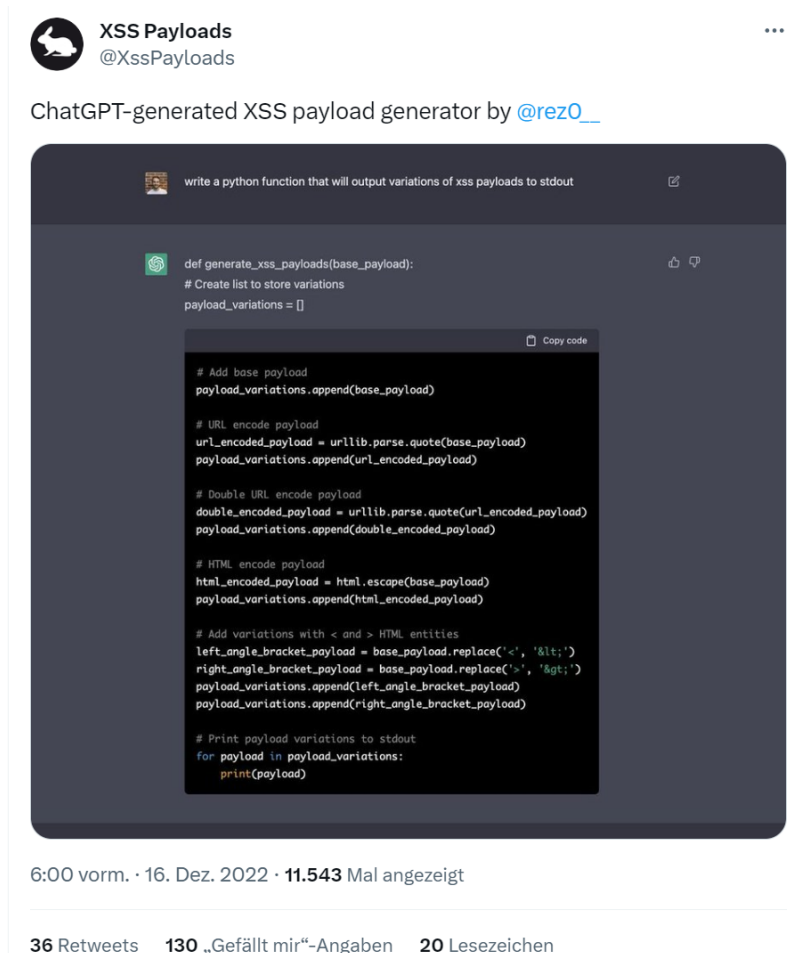 XSS Payloads
@XssPayloads
ChatGPT-generated XSS payload generator by @rez0__
write a python function that will output variations of xss payloads to stdout
def generate_xss_payloads(base_payload):
# Create list to store variations
payload_variations = []
Copy code
# Add base payload
payload_variations.append(base_payload)
# URL encode payload
url_encoded_payload = urllib.parse.quote(base_payload)
payload_variations.append(url_encoded_payload)
# Double URL encode payload
double_encoded_payload = urllib.parse.quote(url_encoded_payload)
payload_variations.append(double_encoded_payload)
# HTML encode payload
html_encoded_payload = html.escape(base_payload)
payload_variations.append(html_encoded_payload)
# Add variations with < and > HTML entities
left_angle_bracket_payload = base_payload.replace('<', '&lt;')
right_angle_bracket_payload = base_payload.replace('>', '&gt;')
payload_variations.append(left_angle_bracket_payload)
payload_variations.append(right_angle_bracket_payload)
# Print payload variations to stdout
for payload in payload_variations:
    print(payload)
6:00 vorm. · 16. Dez. 2022 · 11.543 Mal angezeigt
36 Retweets 130 „Gefällt mir“-Angaben 20 Lesezeichen